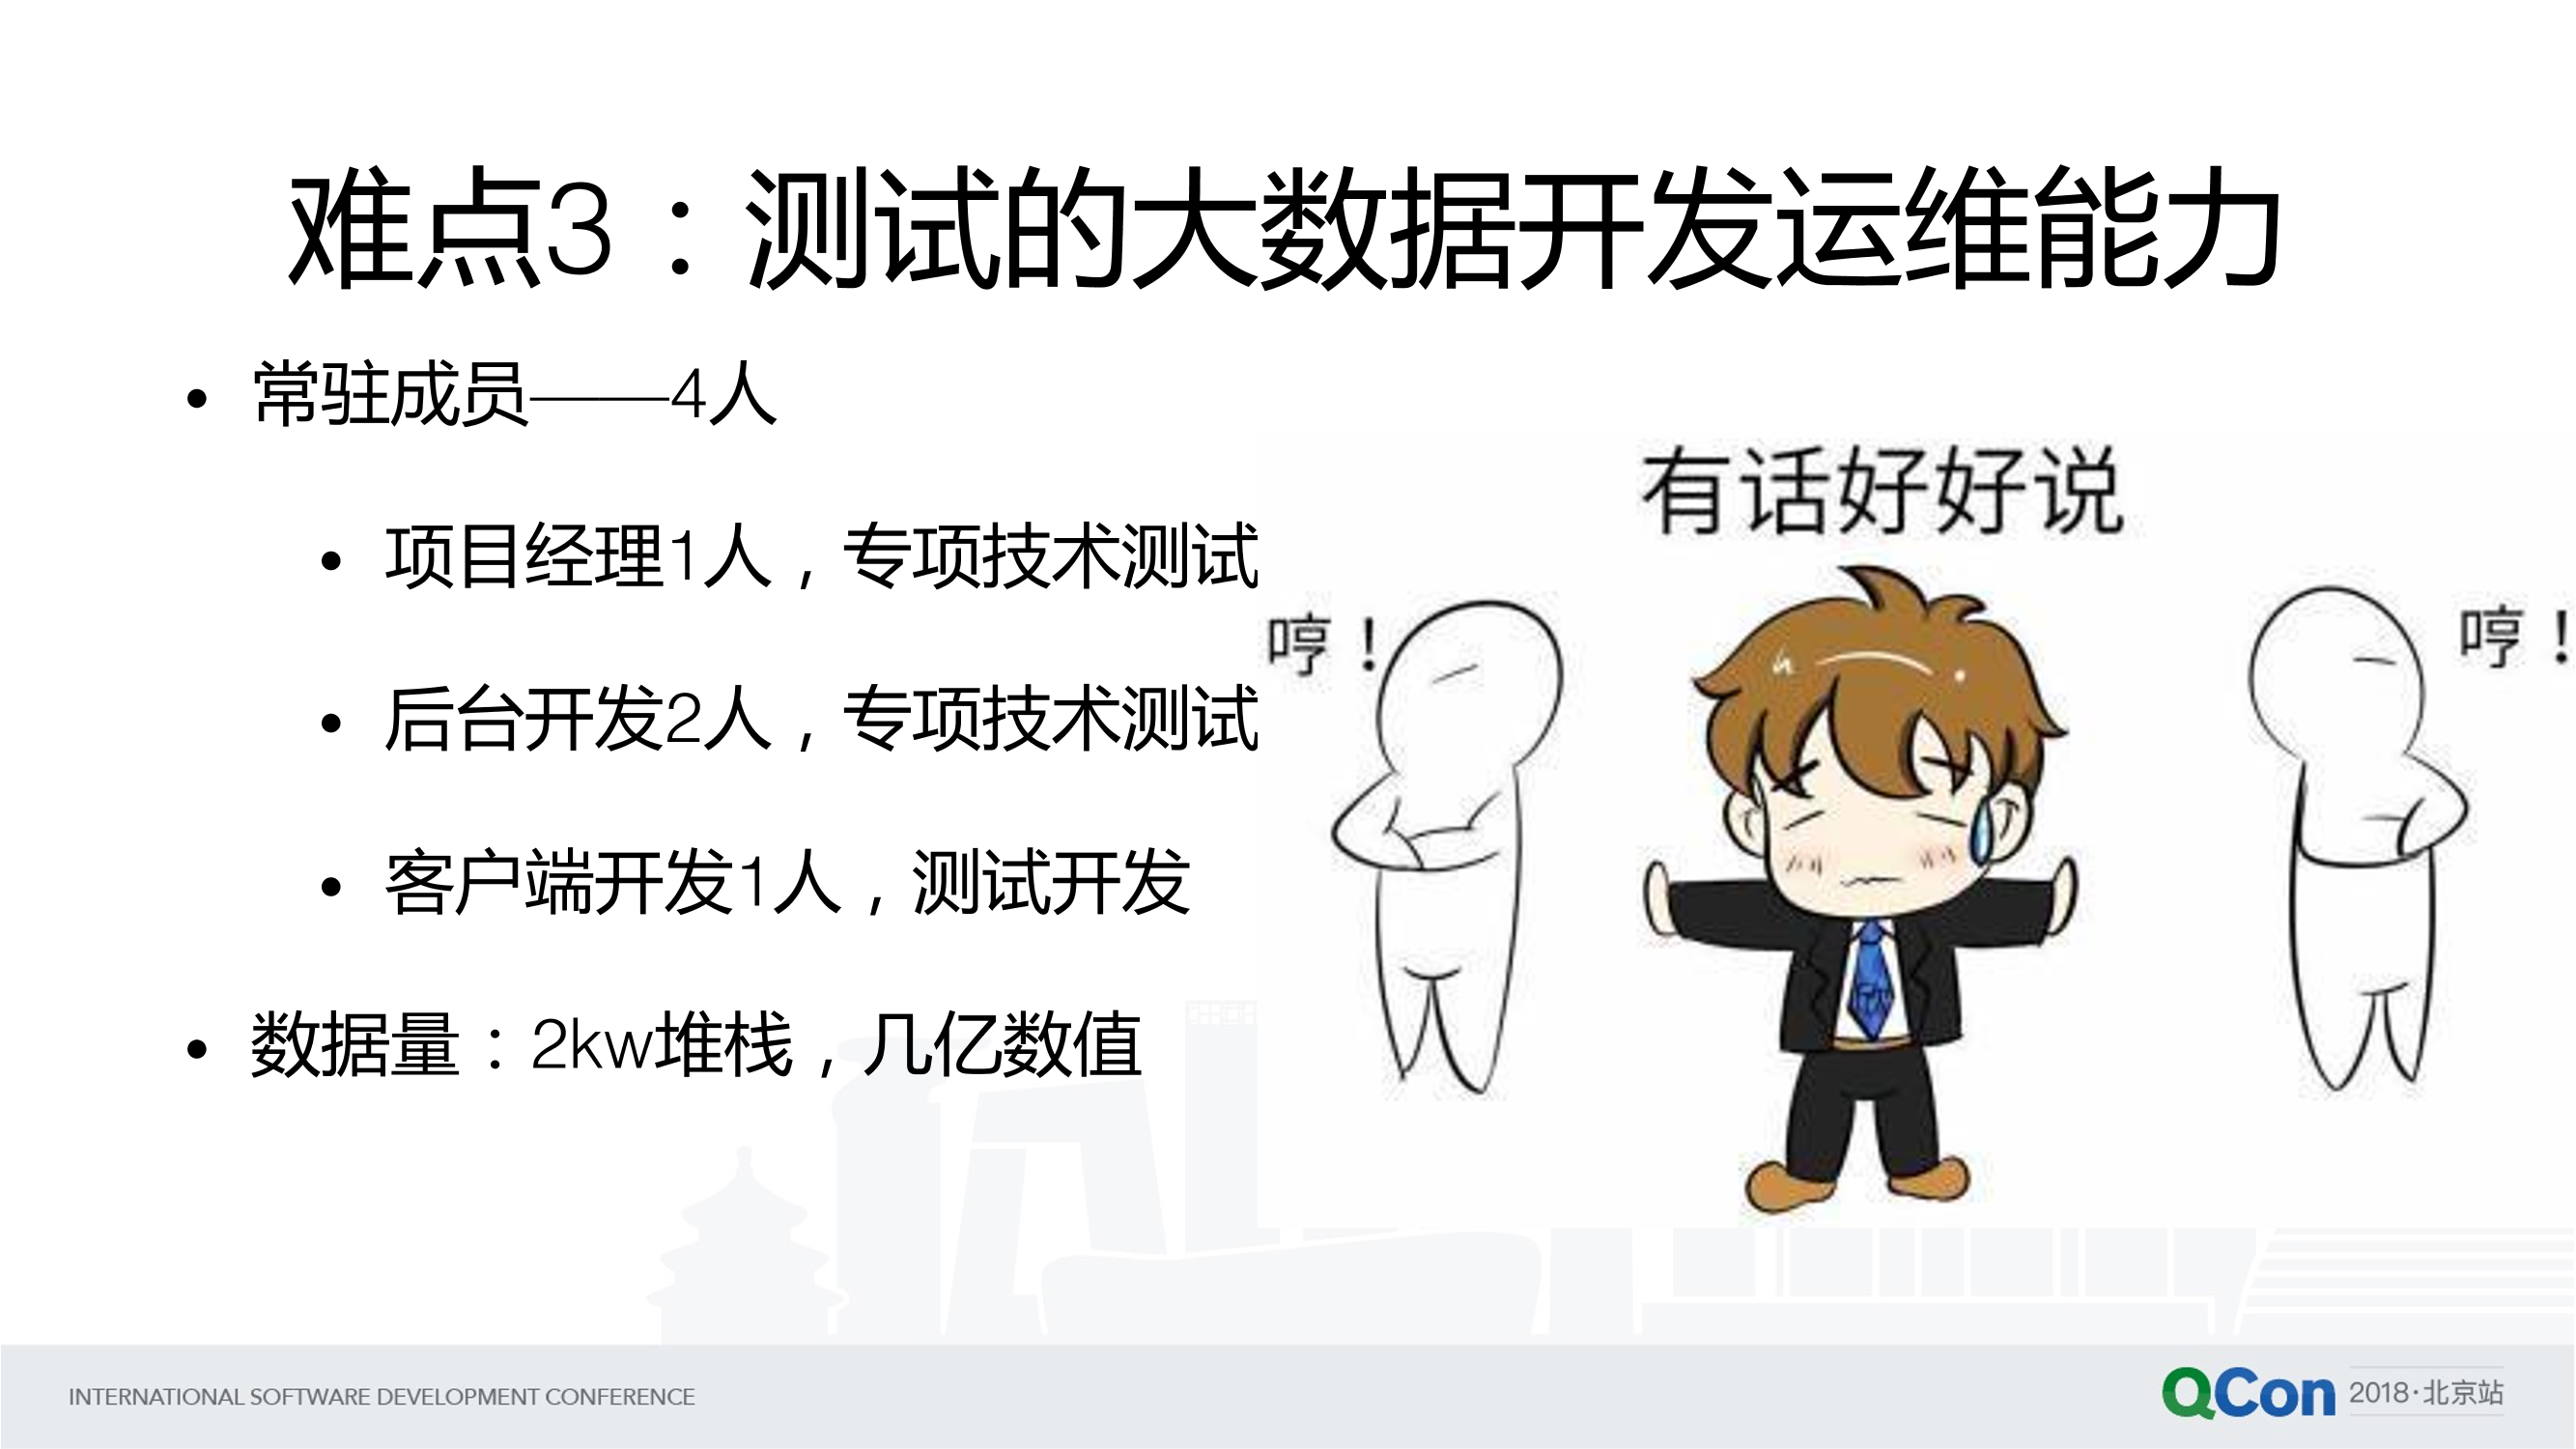 难点3：测试的大数据开发运维能力
• 常驻成员——4人
• 项目经理1人，专项技术测试
• 后台开发2人，专项技术测试
• 客户端开发1人，测试开发
• 数据量：2kw堆栈，几亿数值
有话好好说
哼！
哼！
INTERNATIONAL SOFTWARE DEVELOPMENT CONFERENCE
QCon 2018·北京站